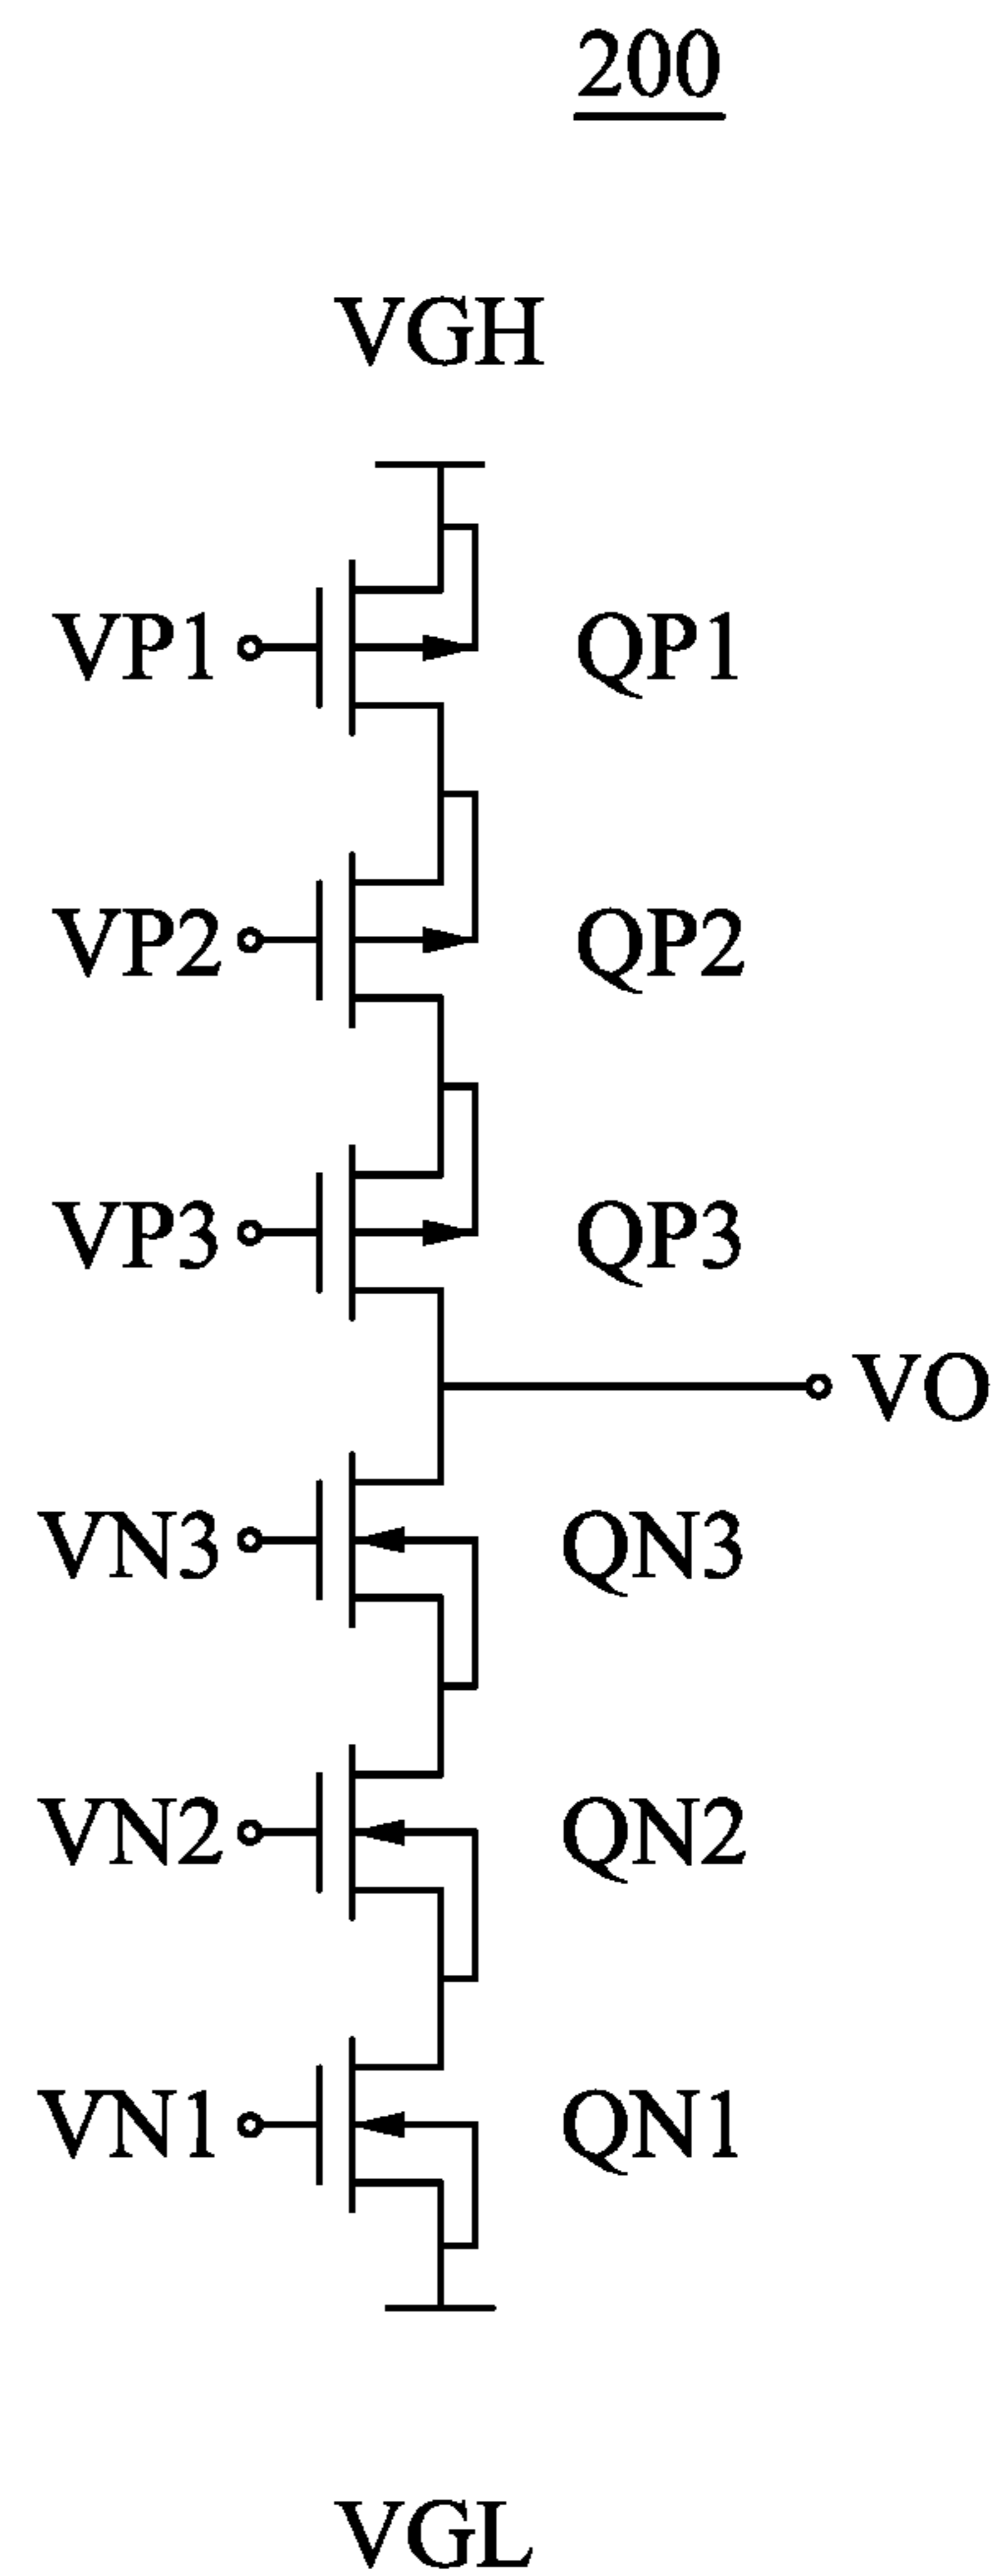 200
VGH
VP1 QP1
VP2 QP2
VP3 QP3
VO
VN3 QN3
VN2 QN2
VN1 QN1
VGL